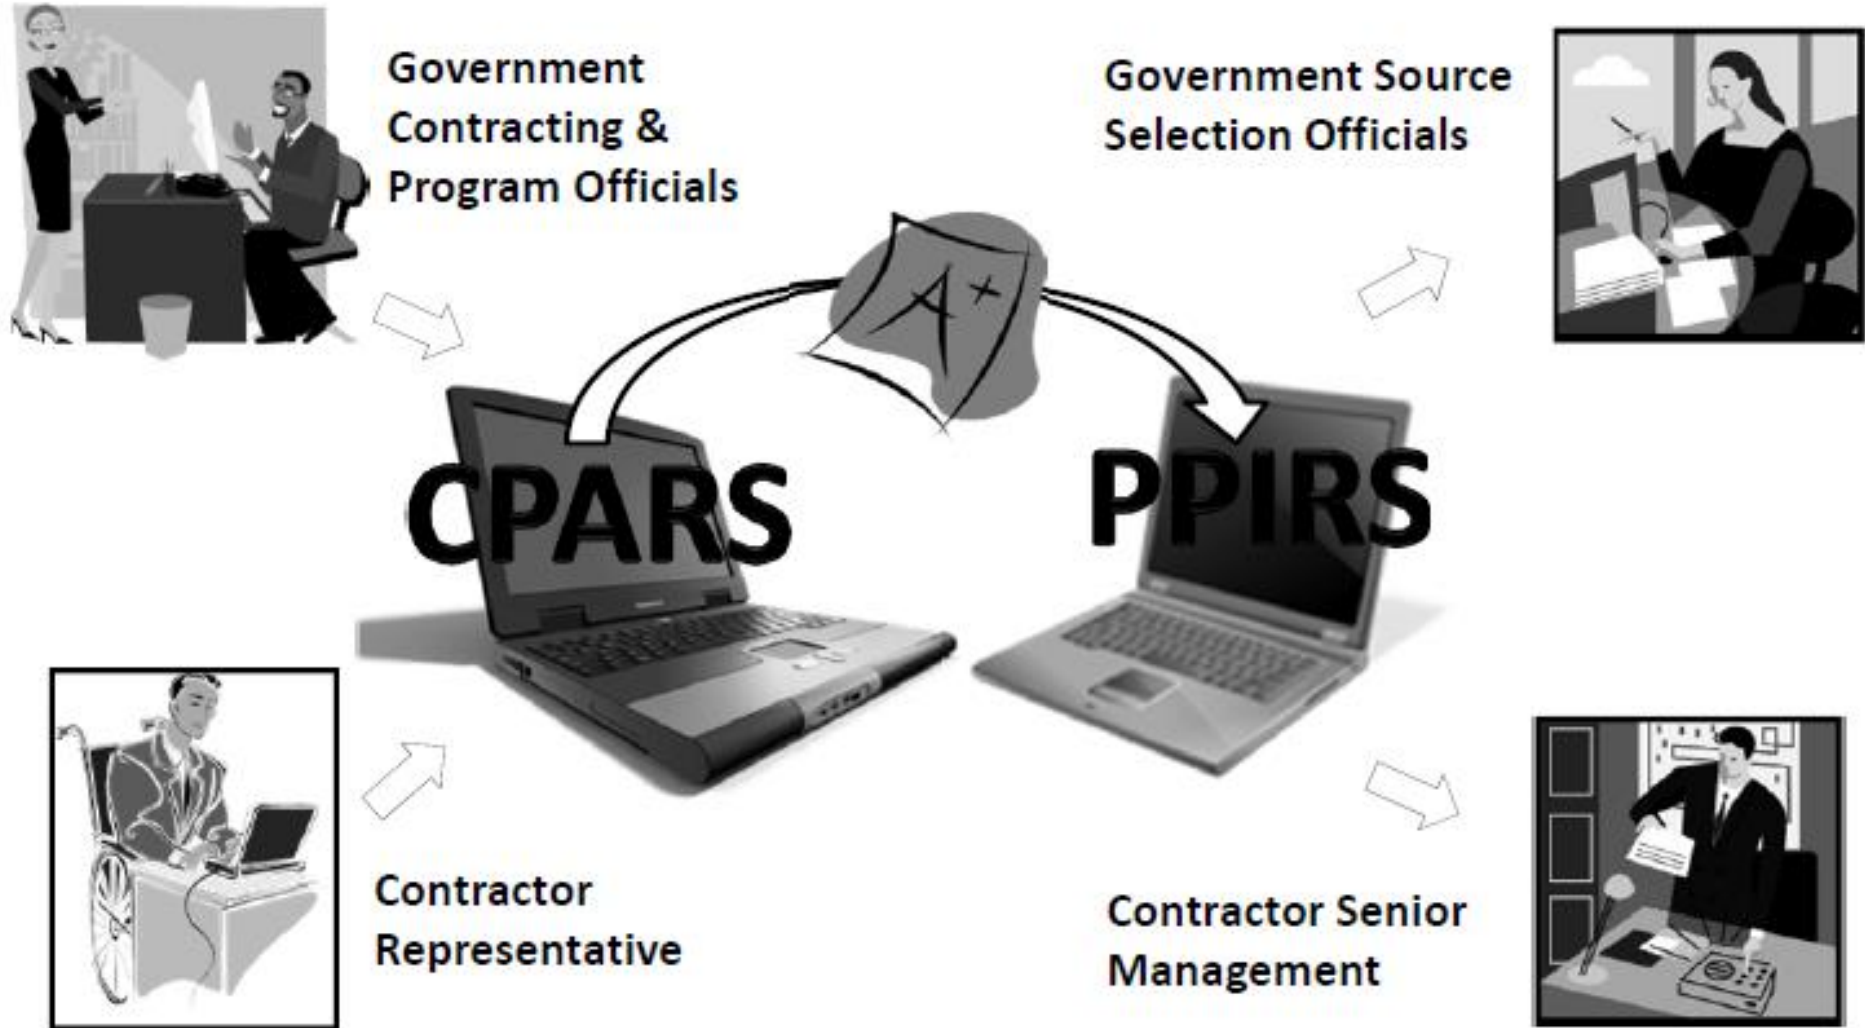 Government
Contracting &
Program Officials
Government Source
Selection Officials
A+
CPARS
PPIRS
Contractor
Representative
Contractor Senior
Management